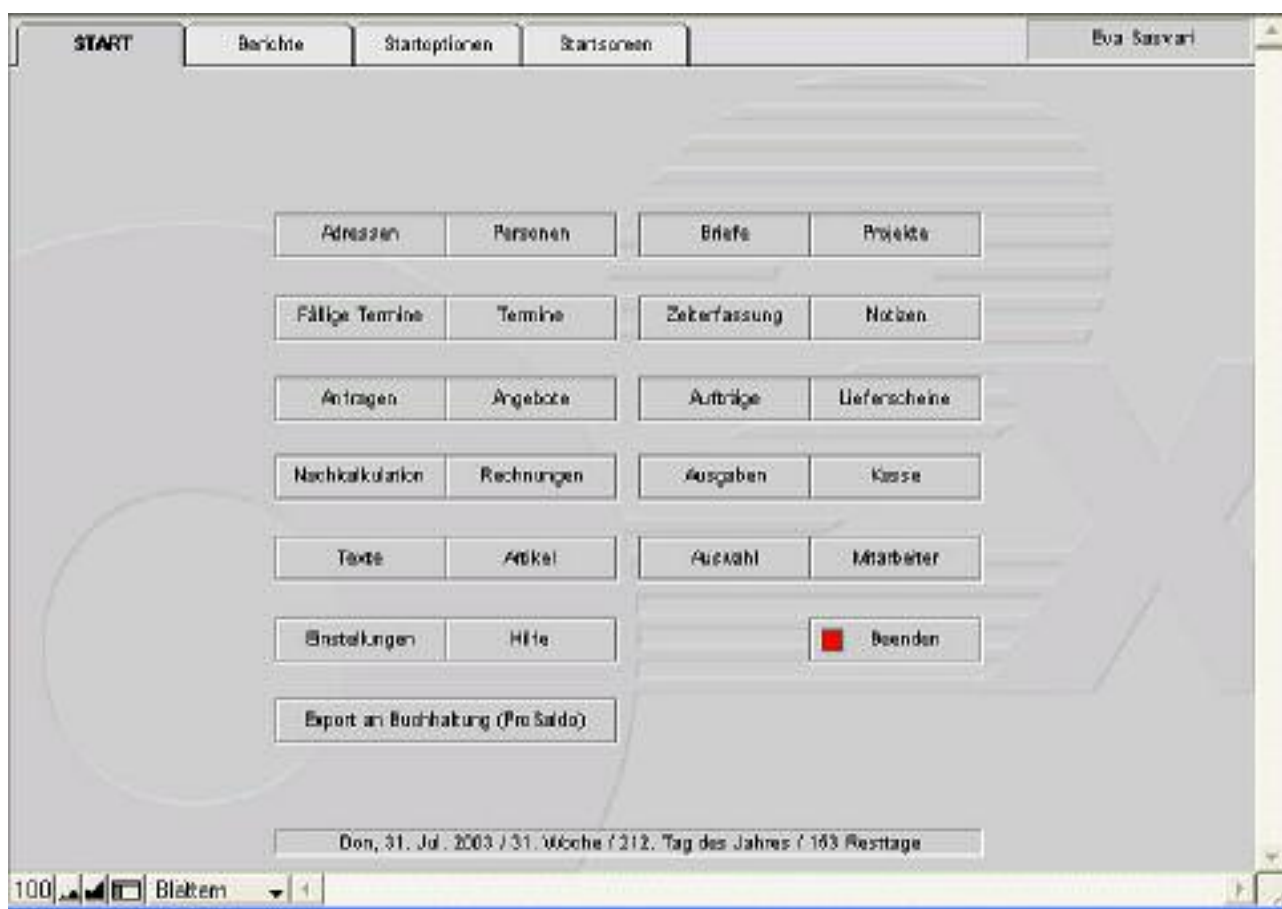 START Berichte Startoptionen Startscreen Eva Sasvari
Adressen Personen Briefe Projekte
Fällige Termine Termine Zeiterfassung Notizen
Anfragen Angebote Aufträge Lieferscheine
Nachkalkulation Rechnungen Ausgaben Kasse
Texte Artikel Auswahl Mitarbeiter
Einstellungen Hilfe Beenden
Export an Buchhaltung (ProSaldo)
Don, 31. Jul. 2003 / 31. Woche / 212. Tag des Jahres / 153 Resttage
100 Blättern